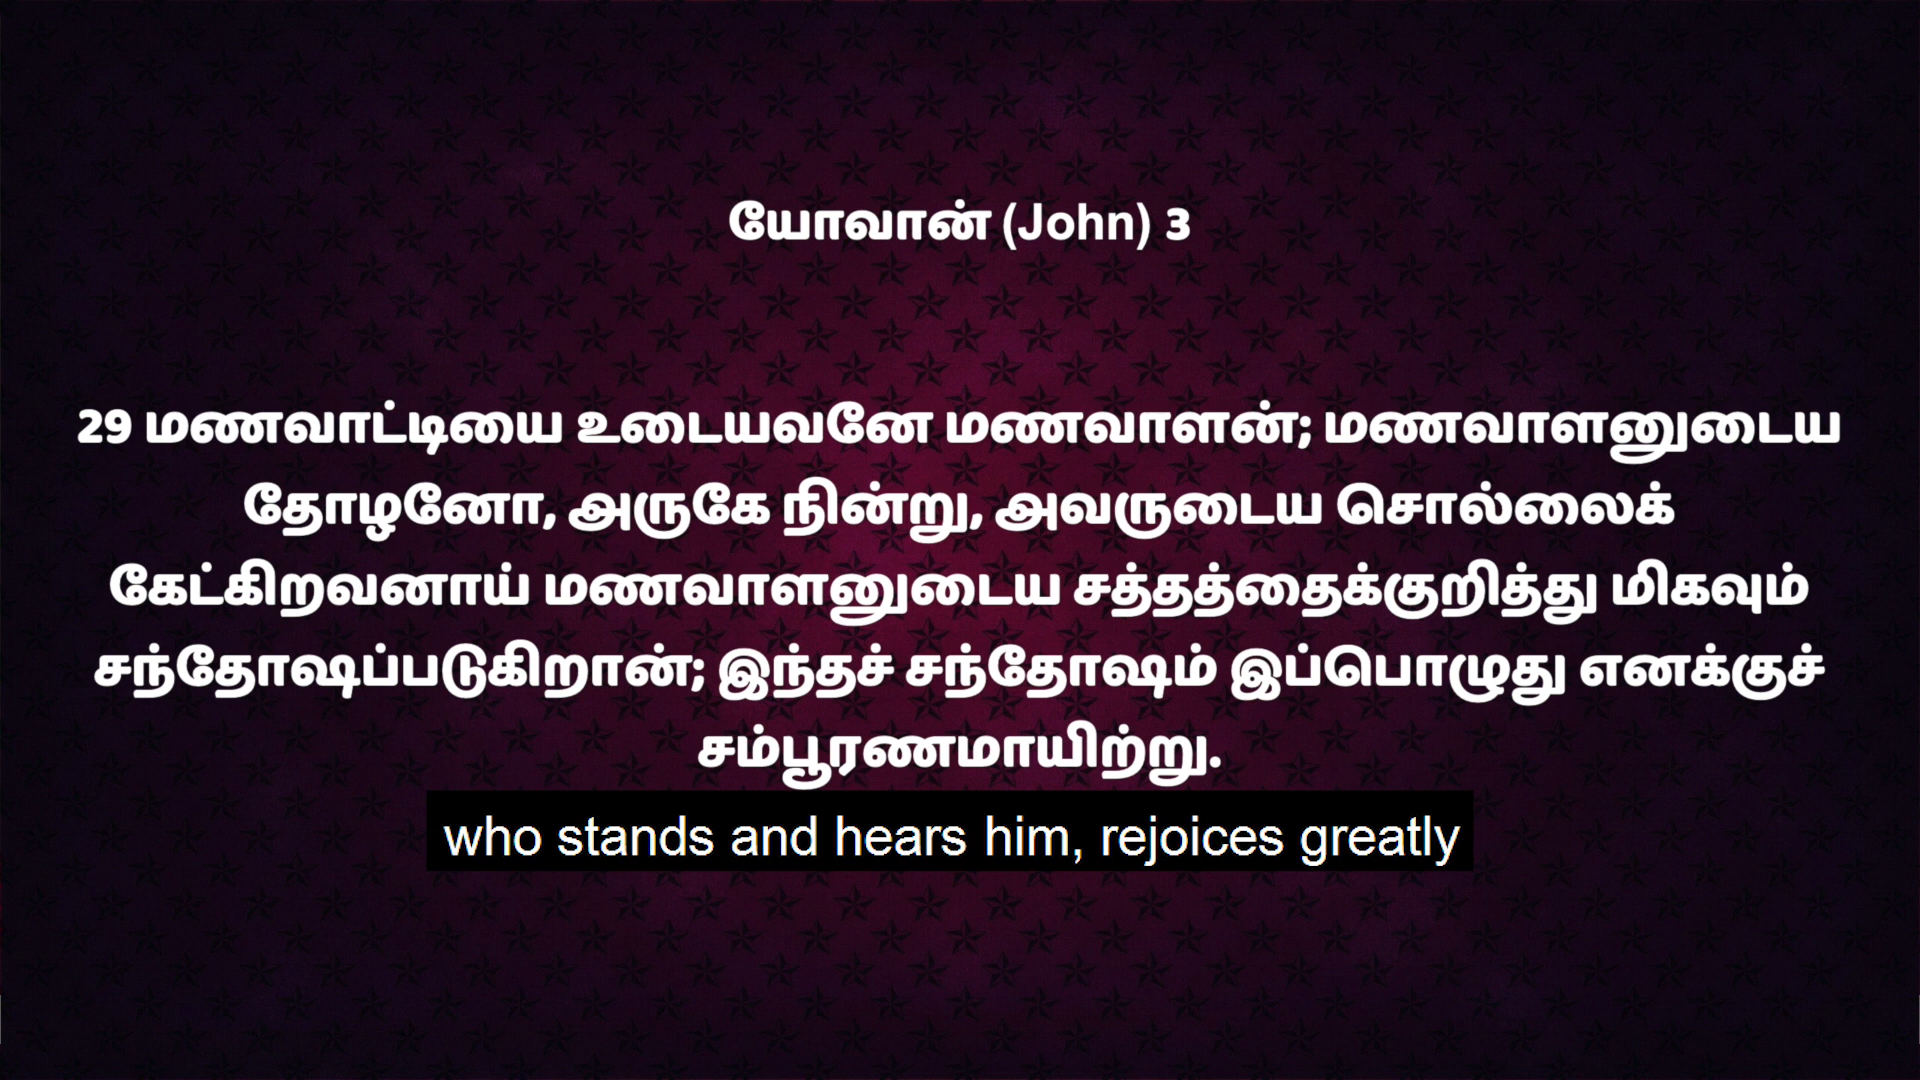 யோவான் (John) 3
29 மணவாட்டியை உடையவனே மணவாளன்; மணவாளனுடைய
தோழனோ, அருகே நின்று, அவருடைய சொல்லைக்
கேட்கிறவனாய் மணவாளனுடைய சத்தத்தைக்குறித்து மிகவும்
சந்தோஷப்படுகிறான்; இந்தச் சந்தோஷம் இப்பொழுது எனக்குச்
சம்பூரணமாயிற்று.
who stands and hears him, rejoices greatly